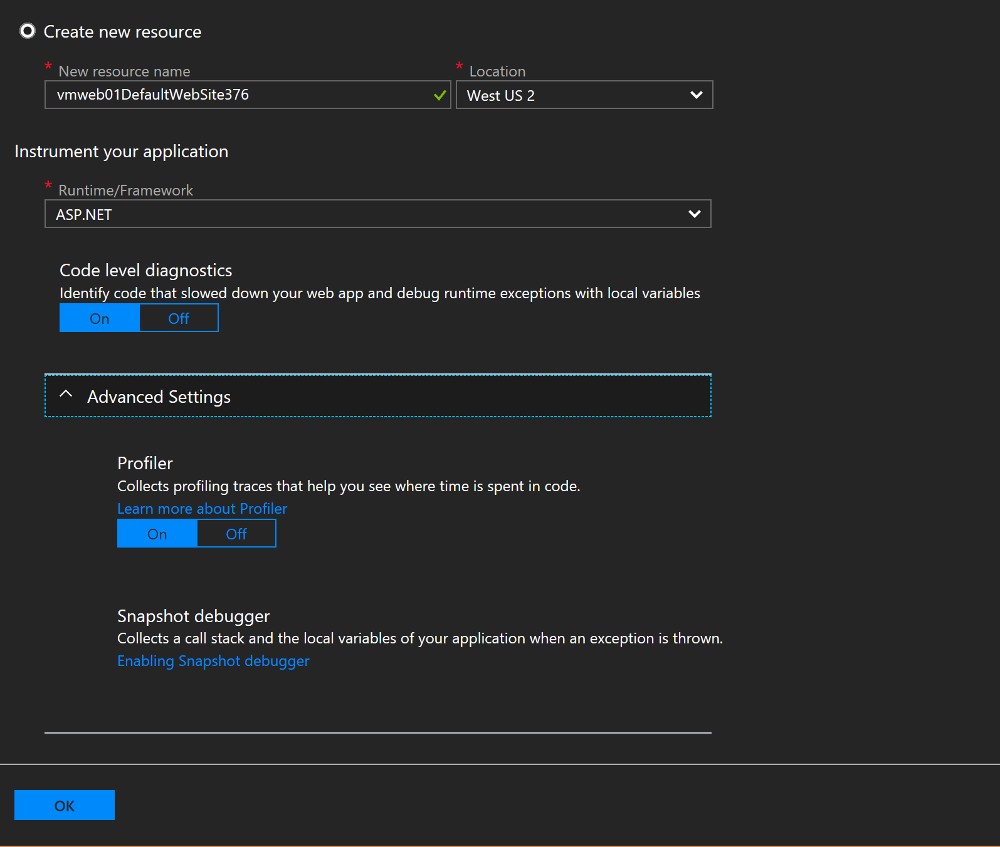 Create new resource
* New resource name
* Location
vmweb01DefaultWebSite376
West US 2
Instrument your application
* Runtime/Framework
ASP.NET
Code level diagnostics
Identify code that slowed down your web app and debug runtime exceptions with local variables
On Off
Advanced Settings
Profiler
Collects profiling traces that help you see where time is spent in code.
Learn more about Profiler
On Off
Snapshot debugger
Collects a call stack and the local variables of your application when an exception is thrown.
Enabling Snapshot debugger
OK